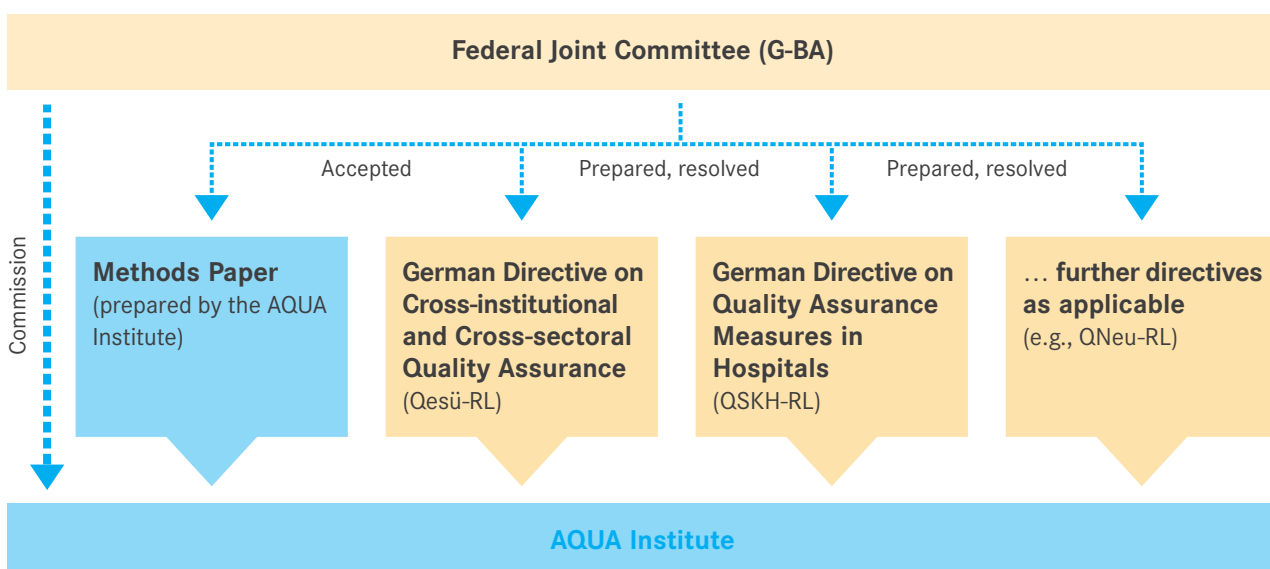 Federal Joint Committee (G-BA)
Commission
Accepted
Prepared, resolved
Prepared, resolved
Methods Paper
(prepared by the AQUA
Institute)
German Directive on
Cross-institutional
and Cross-sectoral
Quality Assurance
(Qesü-RL)
German Directive on
Quality Assurance
Measures in
Hospitals
(QSKH-RL)
… further directives
as applicable
(e.g., QNeu-RL)
AQUA Institute